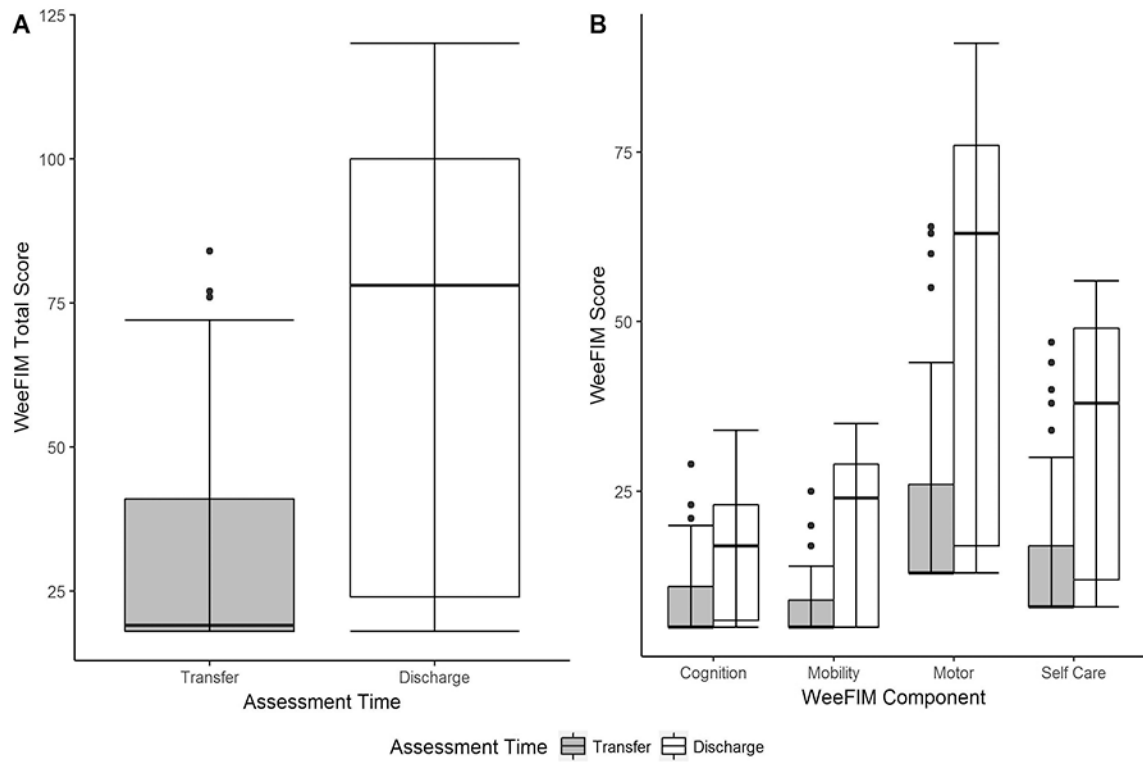 A
125
100
75
50
25
WeeFIM Total Score
Transfer
Discharge
Assessment Time
B
75
50
25
WeeFIM Score
Cognition
Mobility
Motor
Self Care
WeeFIM Component
Assessment Time Transfer Discharge